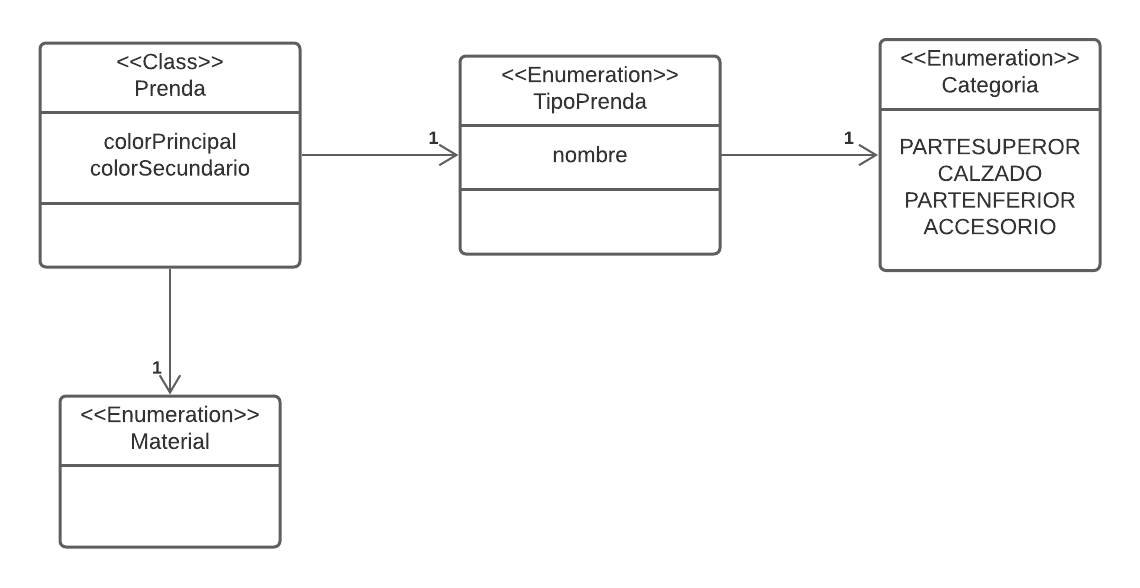 <<Class>>
Prenda
colorPrincipal
colorSecundario
1
<<Enumeration>>
TipoPrenda
nombre
1
<<Enumeration>>
Categoria
PARTESUPEROR
CALZADO
PARTENFERIOR
ACCESORIO
1
<<Enumeration>>
Material